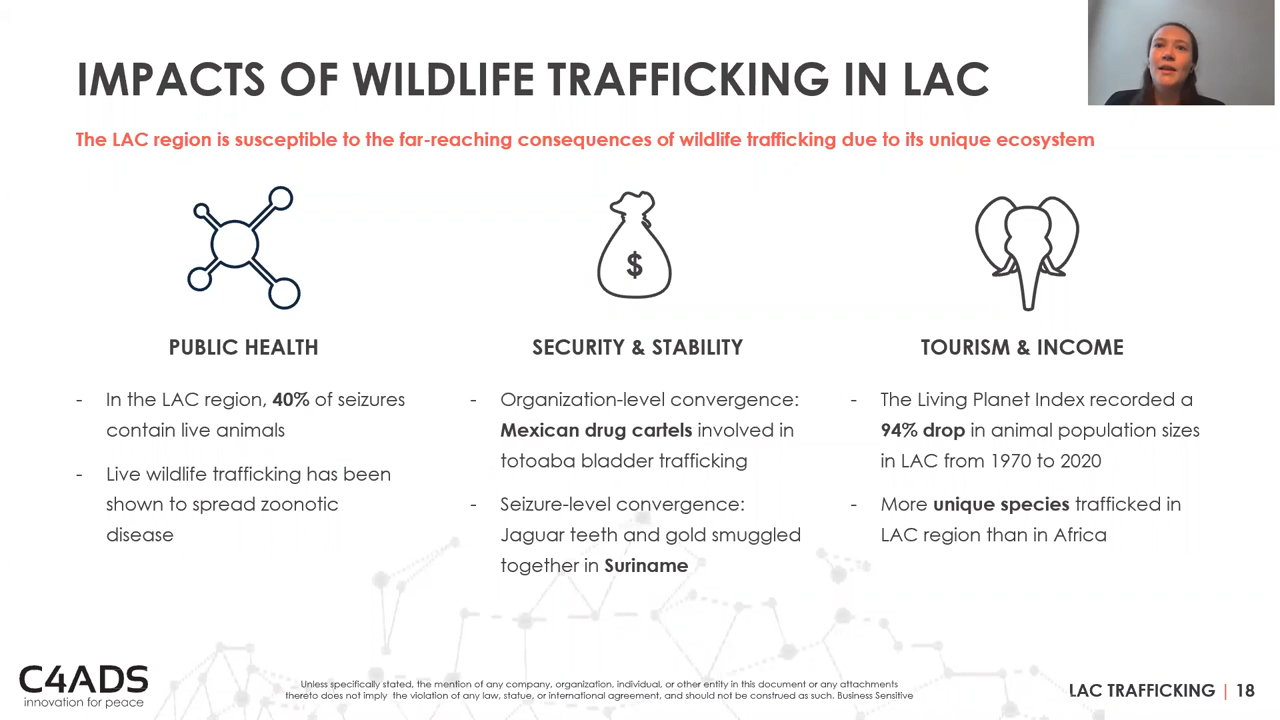 IMPACTS OF WILDLIFE TRAFFICKING IN LAC
The LAC region is susceptible to the far-reaching consequences of wildlife trafficking due to its unique ecosystem
$
PUBLIC HEALTH
- In the LAC region, 40% of seizures
contain live animals
- Live wildlife trafficking has been
shown to spread zoonotic
disease
SECURITY & STABILITY
- Organization-level convergence:
Mexican drug cartels involved in
totoaba bladder trafficking
- Seizure-level convergence:
Jaguar teeth and gold smuggled
together in Suriname
TOURISM & INCOME
- The Living Planet Index recorded a
94% drop in animal population sizes
in LAC from 1970 to 2020
- More unique species trafficked in
LAC region than in Africa
C4ADS
innovation for peace
Unless specifically stated, the mention of any company, organization, individual, or other entity in this document or any attachments
thereto does not imply the violation of any law, statue, or international agreement, and should not be construed as such. Business Sensitive
LAC TRAFFICKING | 18